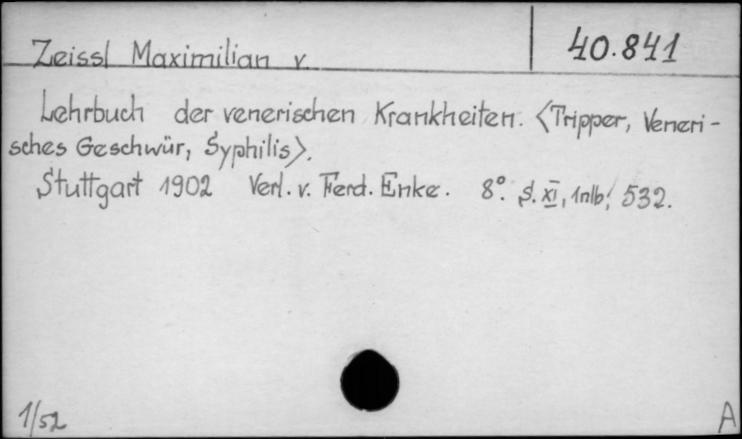 Zeissl Maximilian v. 40.841
Lehrbuch der venerischen Krankheiten. <Tripper, Veneri-
sches Geschwür, Syphilis>.
Stuttgart 1902 Verl. v. Ferd. Enke. 8°. S. XI, 1nlb, 532.
1/52 A